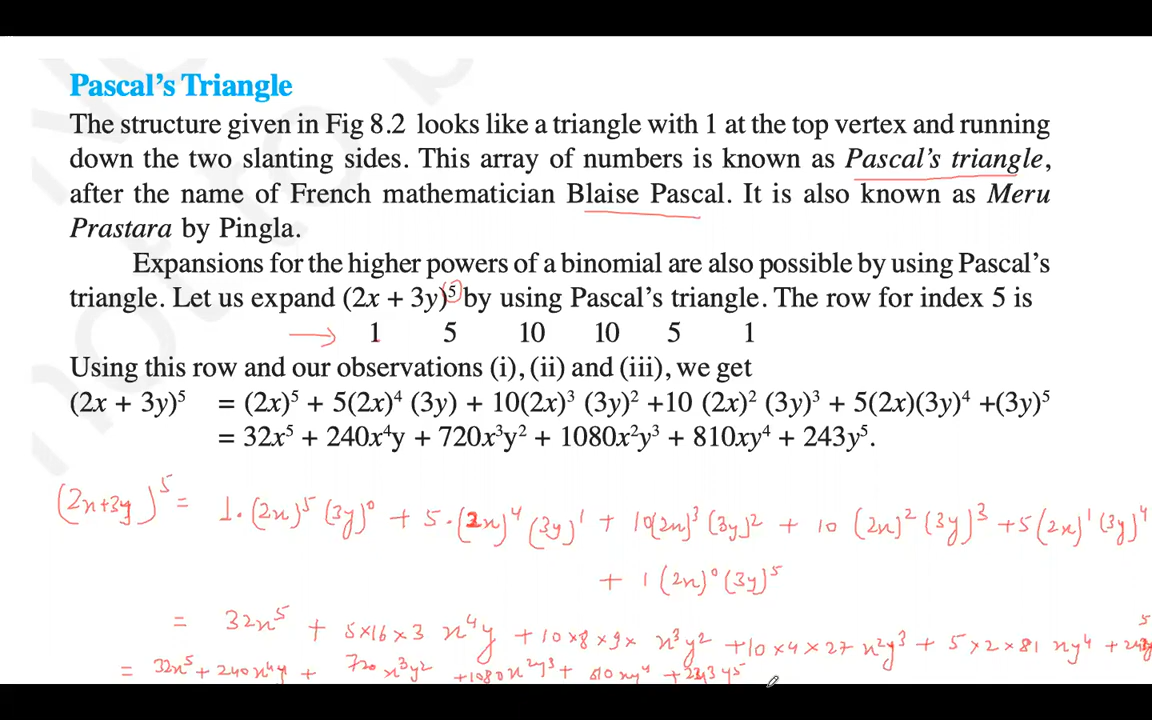 Pascal's Triangle
The structure given in Fig 8.2 looks like a triangle with 1 at the top vertex and running
down the two slanting sides. This array of numbers is known as Pascal's triangle,
after the name of French mathematician Blaise Pascal. It is also known as Meru
Prastara by Pingla.
Expansions for the higher powers of a binomial are also possible by using Pascal's
triangle. Let us expand (2x + 3y)⁵ by using Pascal's triangle. The row for index 5 is
→ 1 5 10 10 5 1
Using this row and our observations (i), (ii) and (iii), we get
(2x + 3y)⁵ = (2x)⁵ + 5(2x)⁴ (3y) + 10(2x)³ (3y)² +10 (2x)² (3y)³ + 5(2x)(3y)⁴ +(3y)⁵
= 32x⁵ + 240x⁴y + 720x³y² + 1080x²y³ + 810xy⁴ + 243y⁵.
(2x+3y)⁵ = 1·(2x)⁵ (3y)⁰ + 5·(2x)⁴ (3y)¹ + 10(2x)³ (3y)² + 10 (2x)² (3y)³ + 5(2x)¹ (3y)⁴
+ 1 (2x)⁰ (3y)⁵
= 32x⁵ + 5×16×3 x⁴y + 10×8×9× x³y² + 10×4×27 x²y³ + 5×2×81 xy⁴ + 243y⁵
= 32x⁵ + 240x⁴y + 720 x³y² + 1080x²y³ + 810xy⁴ + 243y⁵